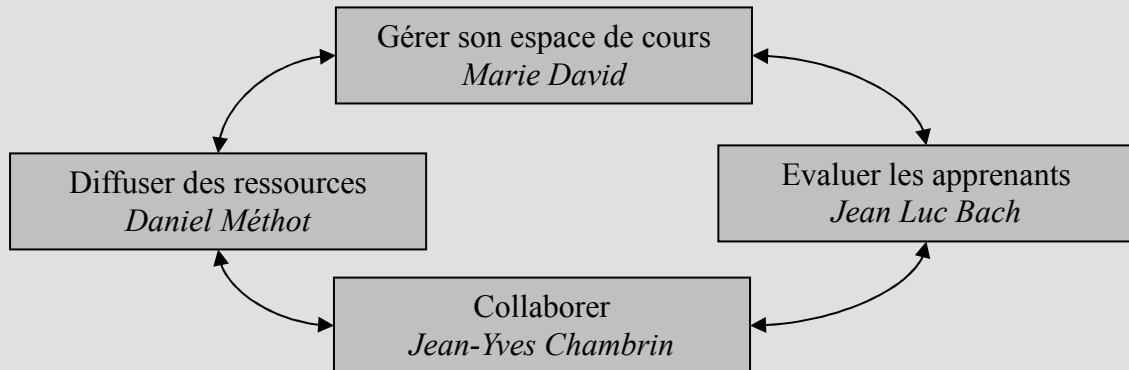 Gérer son espace de cours
Marie David
Diffuser des ressources
Daniel Méthot
Evaluer les apprenants
Jean Luc Bach
Collaborer
Jean-Yves Chambrin